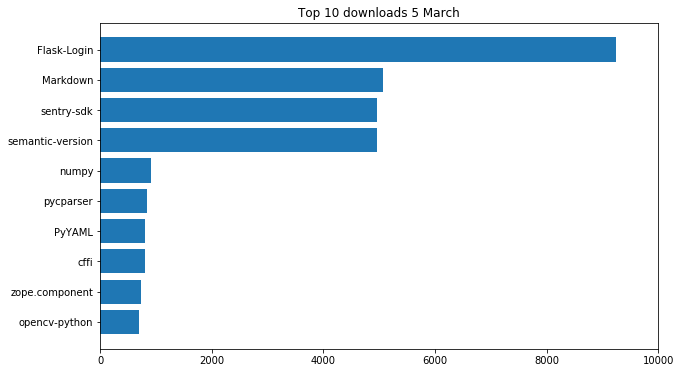 Top 10 downloads 5 March
Flask-Login
Markdown
sentry-sdk
semantic-version
numpy
pycparser
PyYAML
cffi
zope.component
opencv-python
0 2000 4000 6000 8000 10000